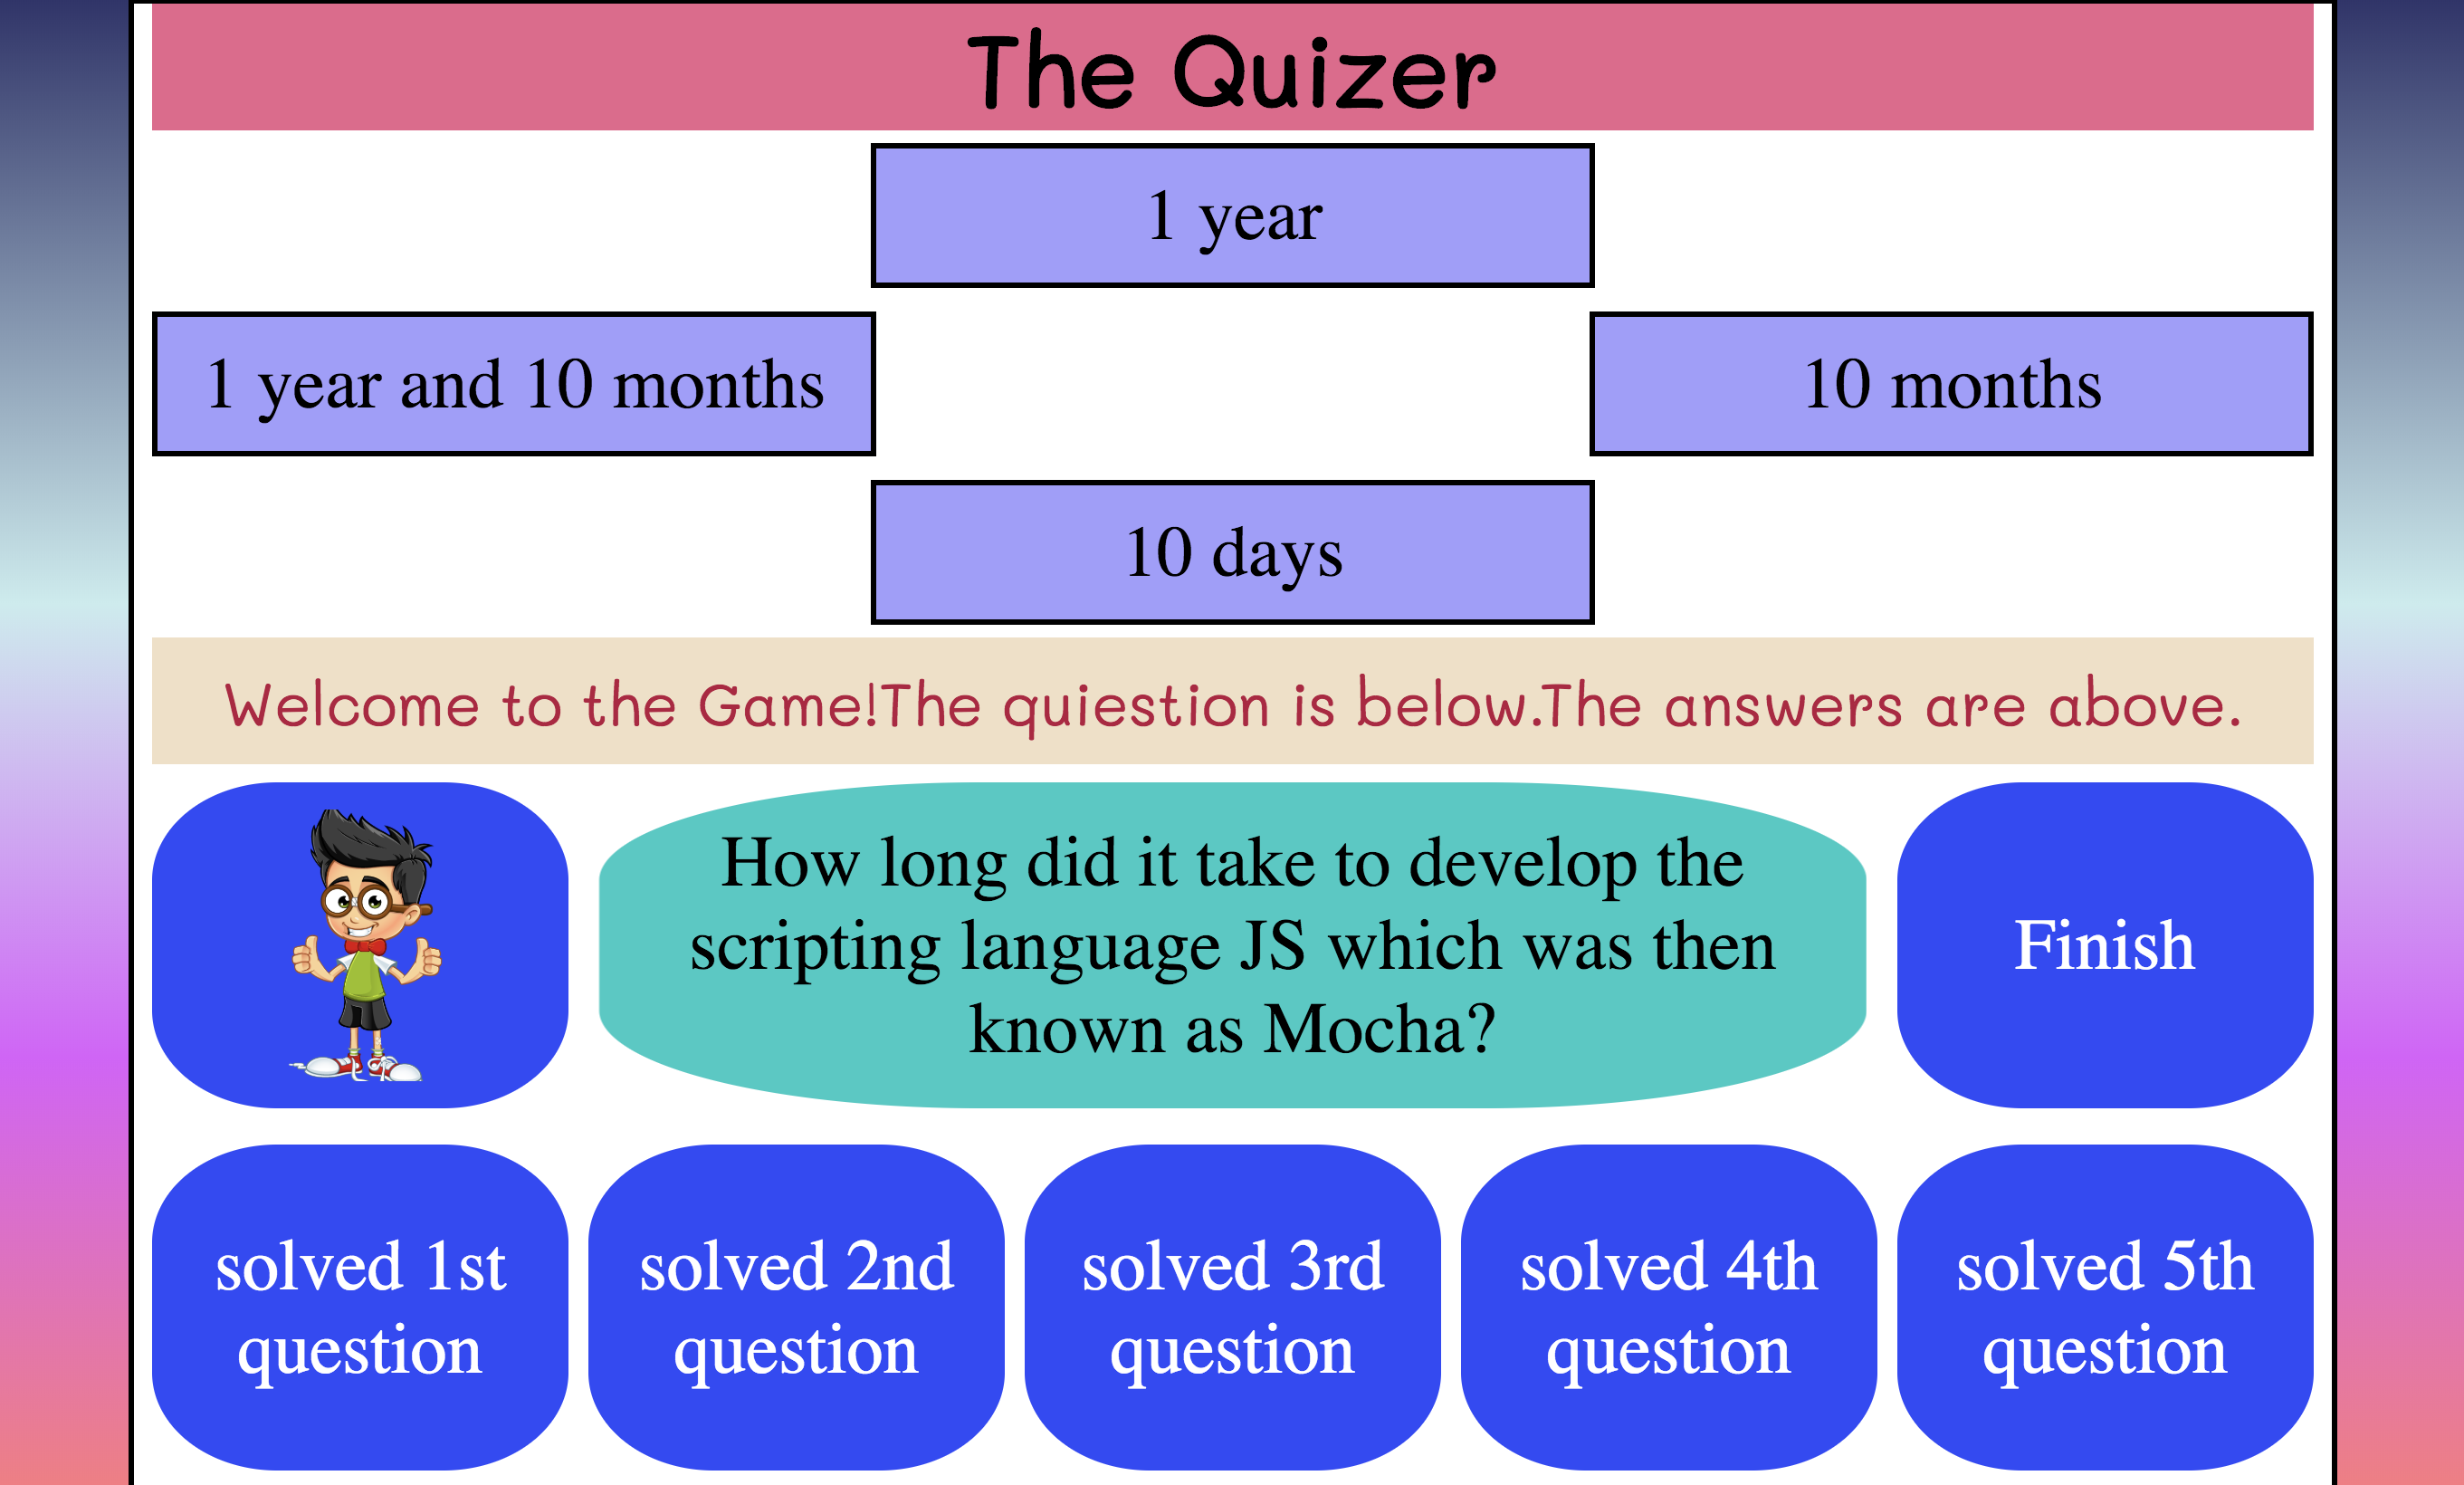 The Quizer
1 year
1 year and 10 months
10 months
10 days
Welcome to the Game!The quiestion is below.The answers are above.
How long did it take to develop the
scripting language JS which was then
known as Mocha?
Finish
solved 1st
question
solved 2nd
question
solved 3rd
question
solved 4th
question
solved 5th
question